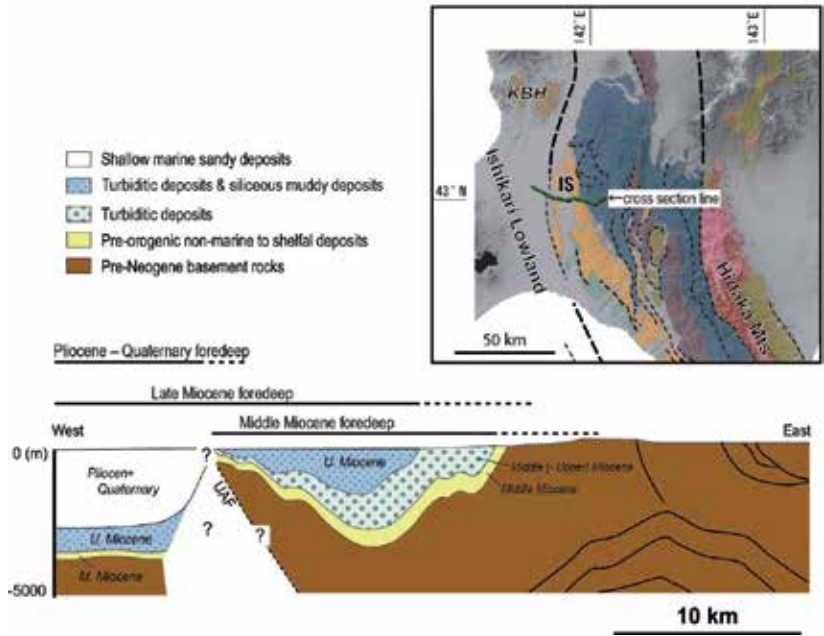 142˚E
143˚E
KBH
43˚N
IS
←cross section line
Ishikari Lowland
Hidaka Mts
50 km
Shallow marine sandy deposits
Turbiditic deposits & siliceous muddy deposits
Turbiditic deposits
Pre-orogenic non-marine to shelfal deposits
Pre-Neogene basement rocks
Pliocene – Quaternary foredeep
Late Miocene foredeep
Middle Miocene foredeep
West
East
0 (m)
?
Pliocen+
Quaternary
U. Miocene
Middle (- Upper) Miocene
Middle Miocene
UAF
?
?
U. Miocene
M. Miocene
-5000
10 km